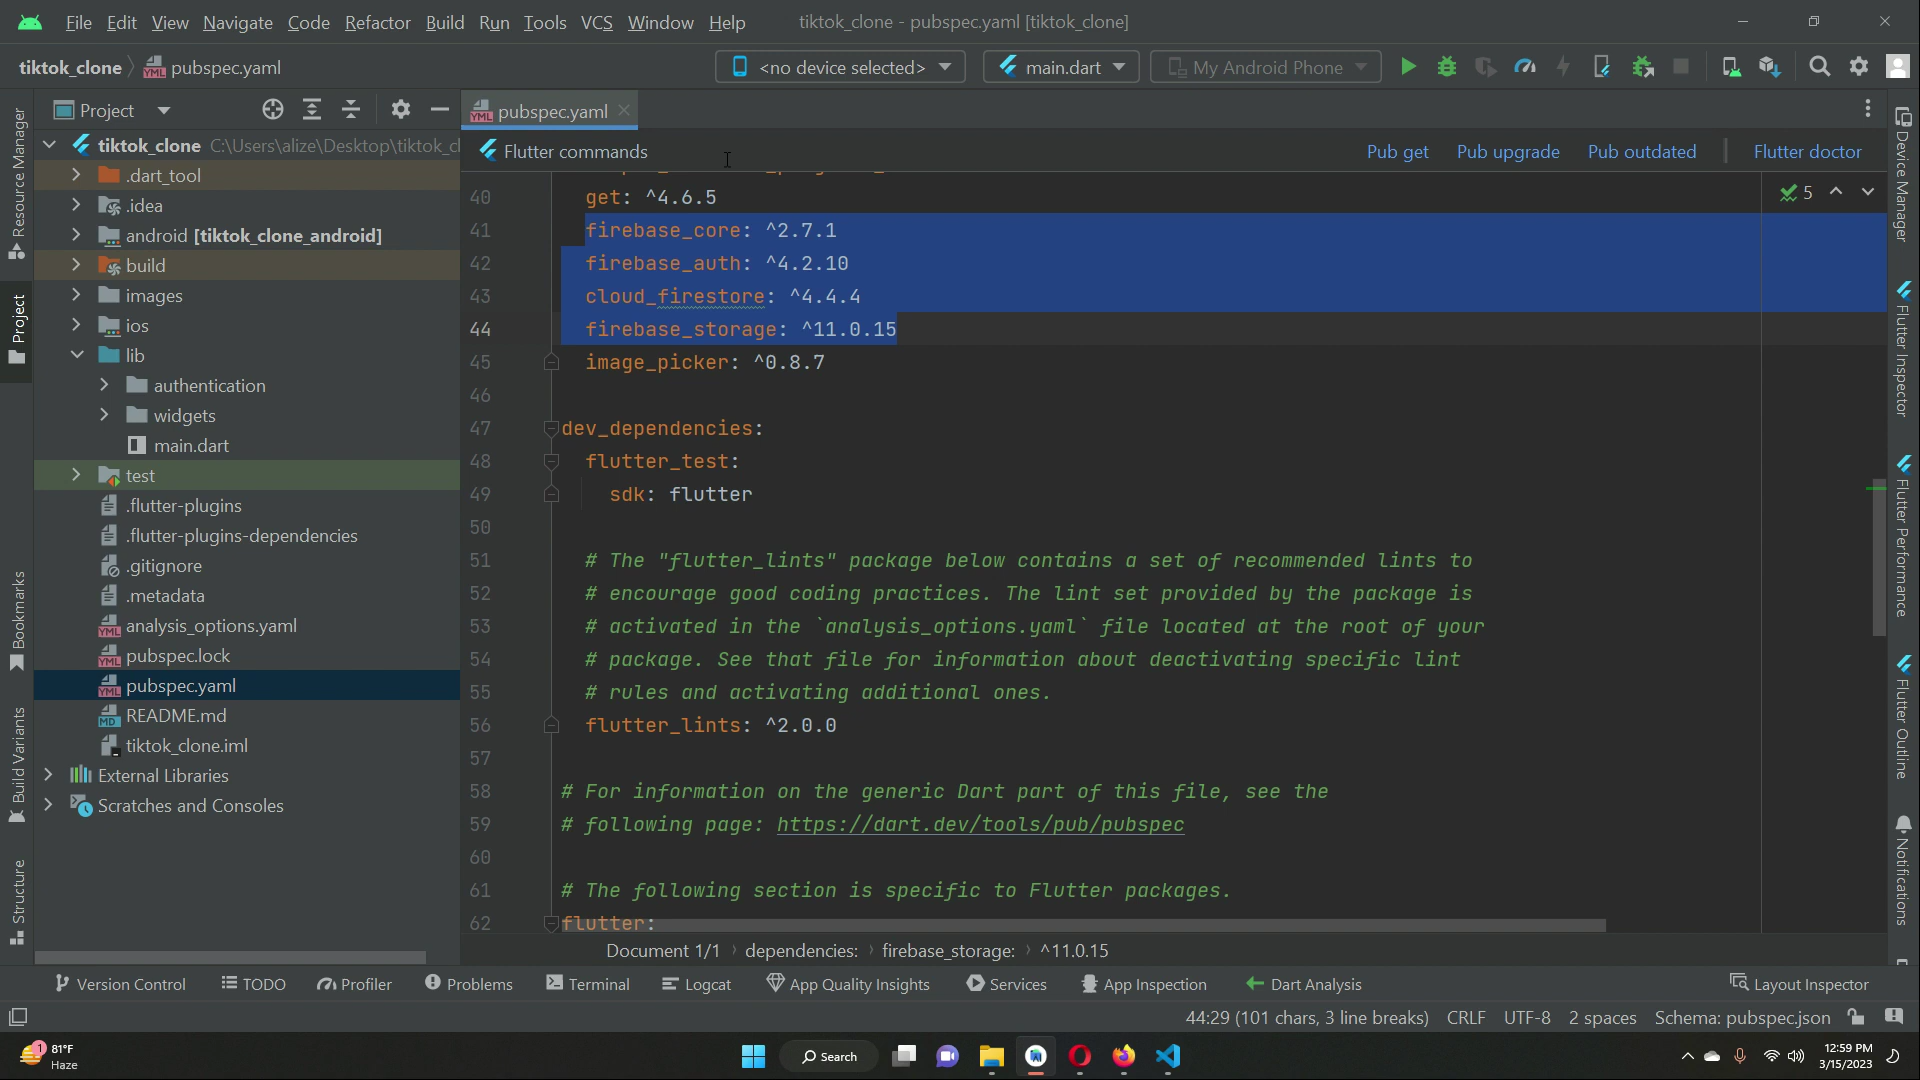 File Edit View Navigate Code Refactor Build Run Tools VCS Window Help tiktok_clone - pubspec.yaml [tiktok_clone]
tiktok_clone pubspec.yaml <no device selected> main.dart My Android Phone
Project
pubspec.yaml
Flutter commands Pub get Pub upgrade Pub outdated Flutter doctor
Resource Manager
Project
Bookmarks
Build Variants
Structure
tiktok_clone C:\Users\alize\Desktop\tiktok_cl
.dart_tool
.idea
android [tiktok_clone_android]
build
images
ios
lib
authentication
widgets
main.dart
test
.flutter-plugins
.flutter-plugins-dependencies
.gitignore
.metadata
analysis_options.yaml
pubspec.lock
pubspec.yaml
README.md
tiktok_clone.iml
External Libraries
Scratches and Consoles
5
40 get: ^4.6.5
41 firebase_core: ^2.7.1
42 firebase_auth: ^4.2.10
43 cloud_firestore: ^4.4.4
44 firebase_storage: ^11.0.15
45 image_picker: ^0.8.7
46
47 dev_dependencies:
48 flutter_test:
49 sdk: flutter
50
51 # The "flutter_lints" package below contains a set of recommended lints to
52 # encourage good coding practices. The lint set provided by the package is
53 # activated in the `analysis_options.yaml` file located at the root of your
54 # package. See that file for information about deactivating specific lint
55 # rules and activating additional ones.
56 flutter_lints: ^2.0.0
57
58 # For information on the generic Dart part of this file, see the
59 # following page: https://dart.dev/tools/pub/pubspec
60
61 # The following section is specific to Flutter packages.
62 flutter:
Device Manager
Flutter Inspector
Flutter Performance
Flutter Outline
Notifications
Document 1/1 dependencies: firebase_storage: ^11.0.15
Version Control TODO Profiler Problems Terminal Logcat App Quality Insights Services App Inspection Dart Analysis Layout Inspector
44:29 (101 chars, 3 line breaks) CRLF UTF-8 2 spaces Schema: pubspec.json
1
81°F
Haze
Search
12:59 PM
3/15/2023